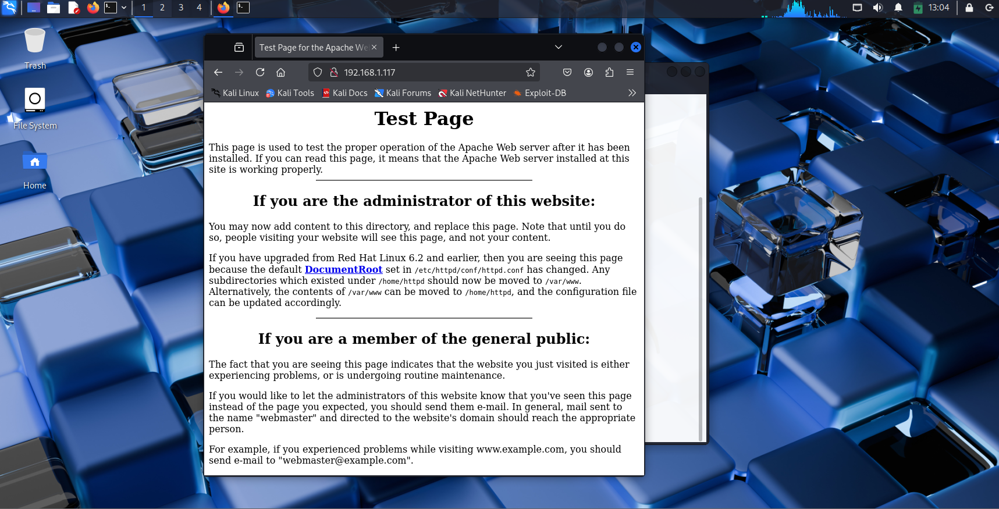 1 2 3 4
13:04
Trash
File System
Home
Test Page for the Apache We
192.168.1.117
Kali Linux Kali Tools Kali Docs Kali Forums Kali NetHunter Exploit-DB
Test Page
This page is used to test the proper operation of the Apache Web server after it has been
installed. If you can read this page, it means that the Apache Web server installed at this
site is working properly.
If you are the administrator of this website:
You may now add content to this directory, and replace this page. Note that until you do
so, people visiting your website will see this page, and not your content.
If you have upgraded from Red Hat Linux 6.2 and earlier, then you are seeing this page
because the default DocumentRoot set in /etc/httpd/conf/httpd.conf has changed. Any
subdirectories which existed under /home/httpd should now be moved to /var/www.
Alternatively, the contents of /var/www can be moved to /home/httpd, and the configuration file
can be updated accordingly.
If you are a member of the general public:
The fact that you are seeing this page indicates that the website you just visited is either
experiencing problems, or is undergoing routine maintenance.
If you would like to let the administrators of this website know that you've seen this page
instead of the page you expected, you should send them e-mail. In general, mail sent to
the name "webmaster" and directed to the website's domain should reach the appropriate
person.
For example, if you experienced problems while visiting www.example.com, you should
send e-mail to "webmaster@example.com".